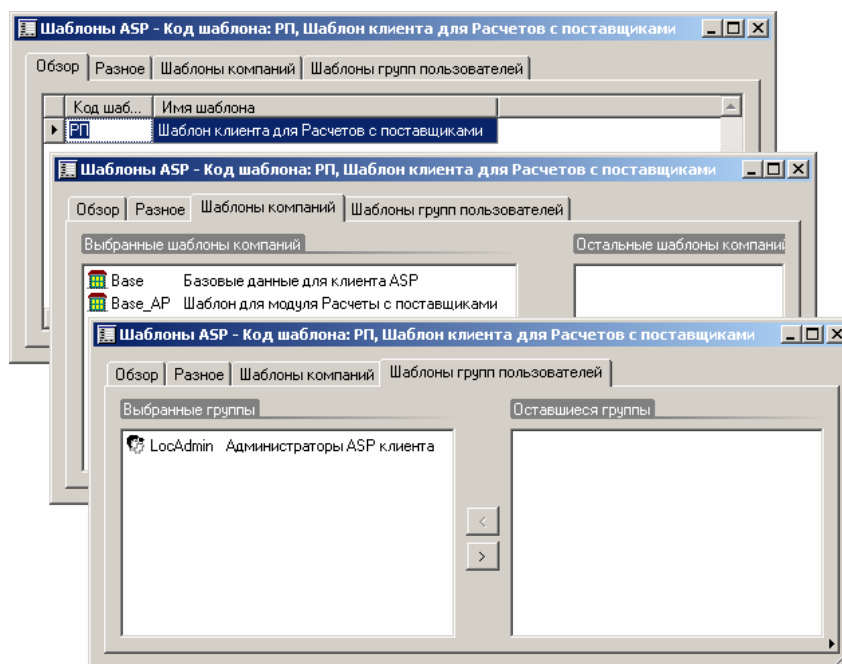 Шаблоны ASP - Код шаблона: РП, Шаблон клиента для Расчетов с поставщиками
Обзор Разное Шаблоны компаний Шаблоны групп пользователей
Код шаб... Имя шаблона
РП Шаблон клиента для Расчетов с поставщиками
Шаблоны ASP - Код шаблона: РП, Шаблон клиента для Расчетов с поставщиками
Обзор Разное Шаблоны компаний Шаблоны групп пользователей
Выбранные шаблоны компаний Остальные шаблоны компаний
Base Базовые данные для клиента ASP
Base_AP Шаблон для модуля Расчеты с поставщиками
Шаблоны ASP - Код шаблона: РП, Шаблон клиента для Расчетов с поставщиками
Обзор Разное Шаблоны компаний Шаблоны групп пользователей
Выбранные группы Оставшиеся группы
LocAdmin Администраторы ASP клиента
<
>